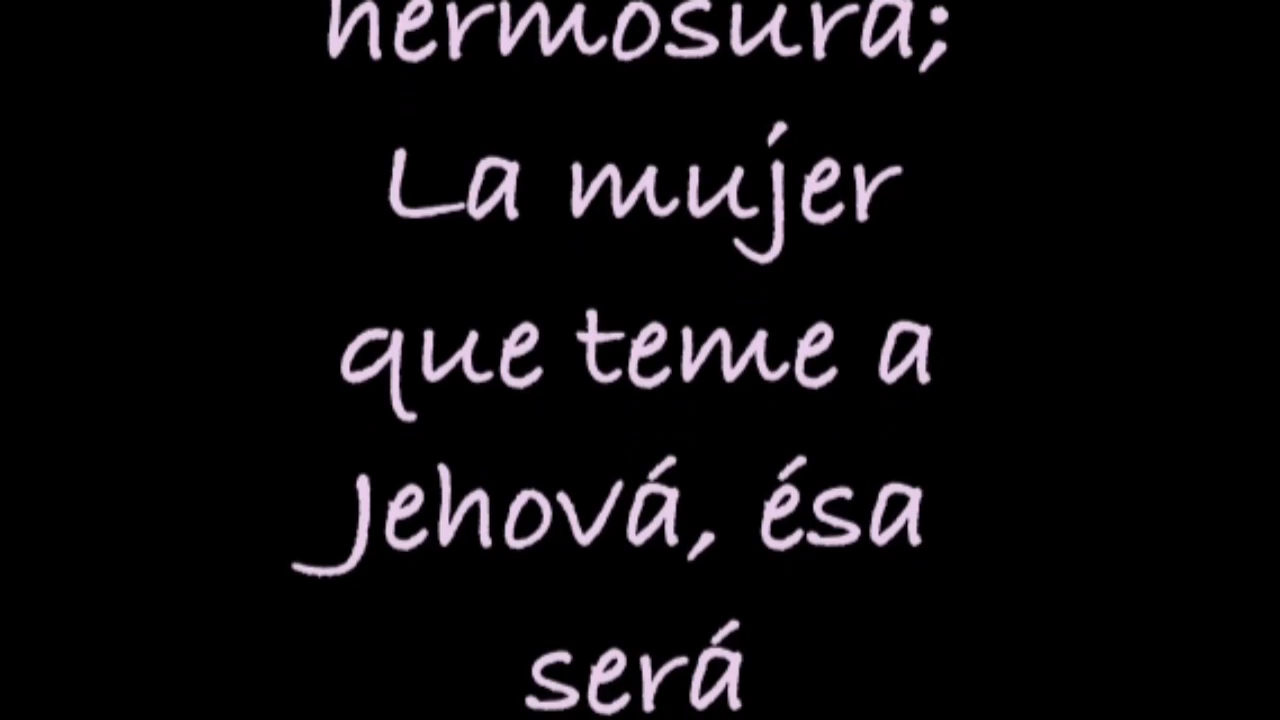 hermosura;
La mujer
que teme a
Jehová, ésa
será